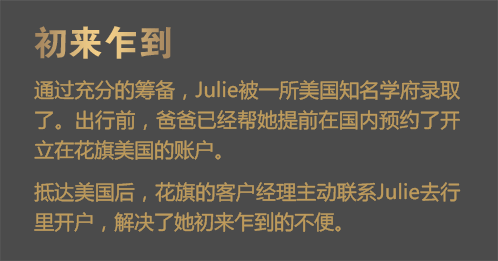 初来乍到
通过充分的筹备，Julie被一所美国知名学府录取
了。出行前，爸爸已经帮她提前在国内预约了开
立在花旗美国的账户。
抵达美国后，花旗的客户经理主动联系Julie去行
里开户，解决了她初来乍到的不便。